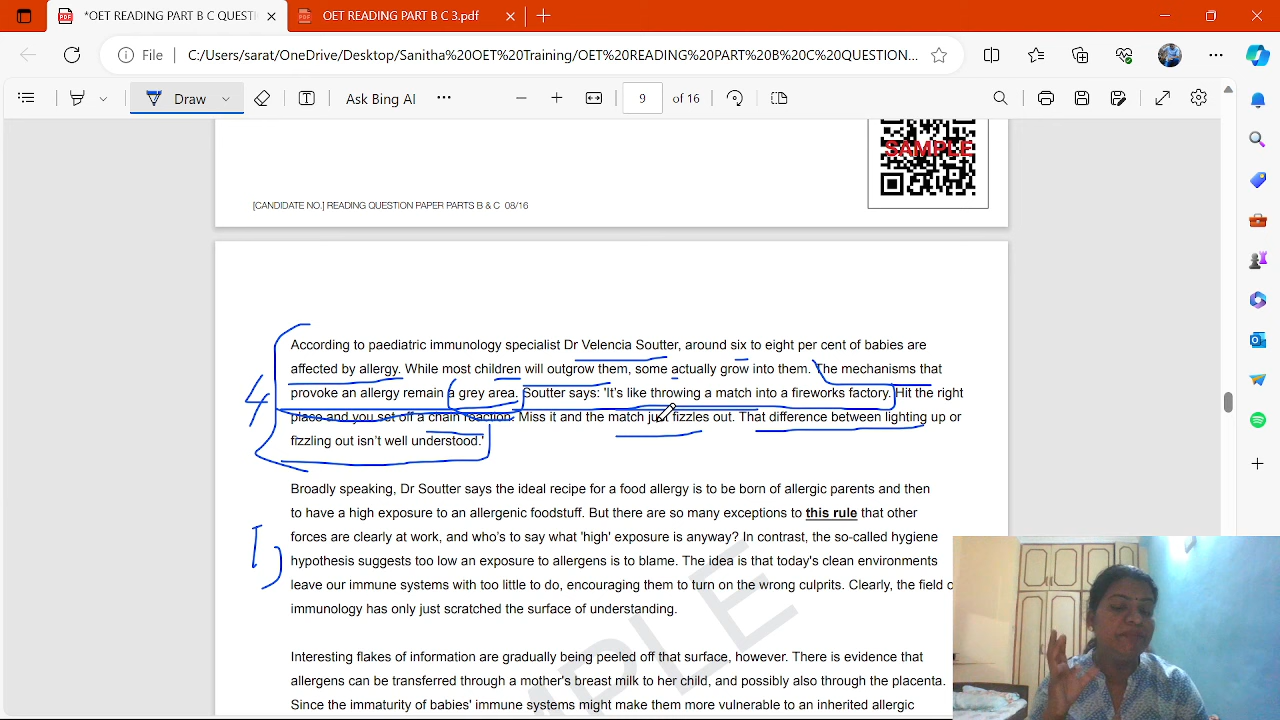 *OET READING PART B C QUESTI
OET READING PART B C 3.pdf
File
C:/Users/sarat/OneDrive/Desktop/Sanitha%20OET%20Training/OET%20READING%20PART%20B%20C%20QUESTION...
Draw
Ask Bing AI
9
of 16
SAMPLE
[CANDIDATE NO.] READING QUESTION PAPER PARTS B & C 08/16
4
According to paediatric immunology specialist Dr Velencia Soutter, around six to eight per cent of babies are
affected by allergy. While most children will outgrow them, some actually grow into them. The mechanisms that
provoke an allergy remain a grey area. Soutter says: 'It's like throwing a match into a fireworks factory. Hit the right
place and you set off a chain reaction. Miss it and the match just fizzles out. That difference between lighting up or
fizzling out isn't well understood.'
Broadly speaking, Dr Soutter says the ideal recipe for a food allergy is to be born of allergic parents and then
to have a high exposure to an allergenic foodstuff. But there are so many exceptions to this rule that other
forces are clearly at work, and who's to say what 'high' exposure is anyway? In contrast, the so-called hygiene
hypothesis suggests too low an exposure to allergens is to blame. The idea is that today's clean environments
leave our immune systems with too little to do, encouraging them to turn on the wrong culprits. Clearly, the field o
immunology has only just scratched the surface of understanding.
Interesting flakes of information are gradually being peeled off that surface, however. There is evidence that
allergens can be transferred through a mother's breast milk to her child, and possibly also through the placenta.
Since the immaturity of babies' immune systems might make them more vulnerable to an inherited allergic